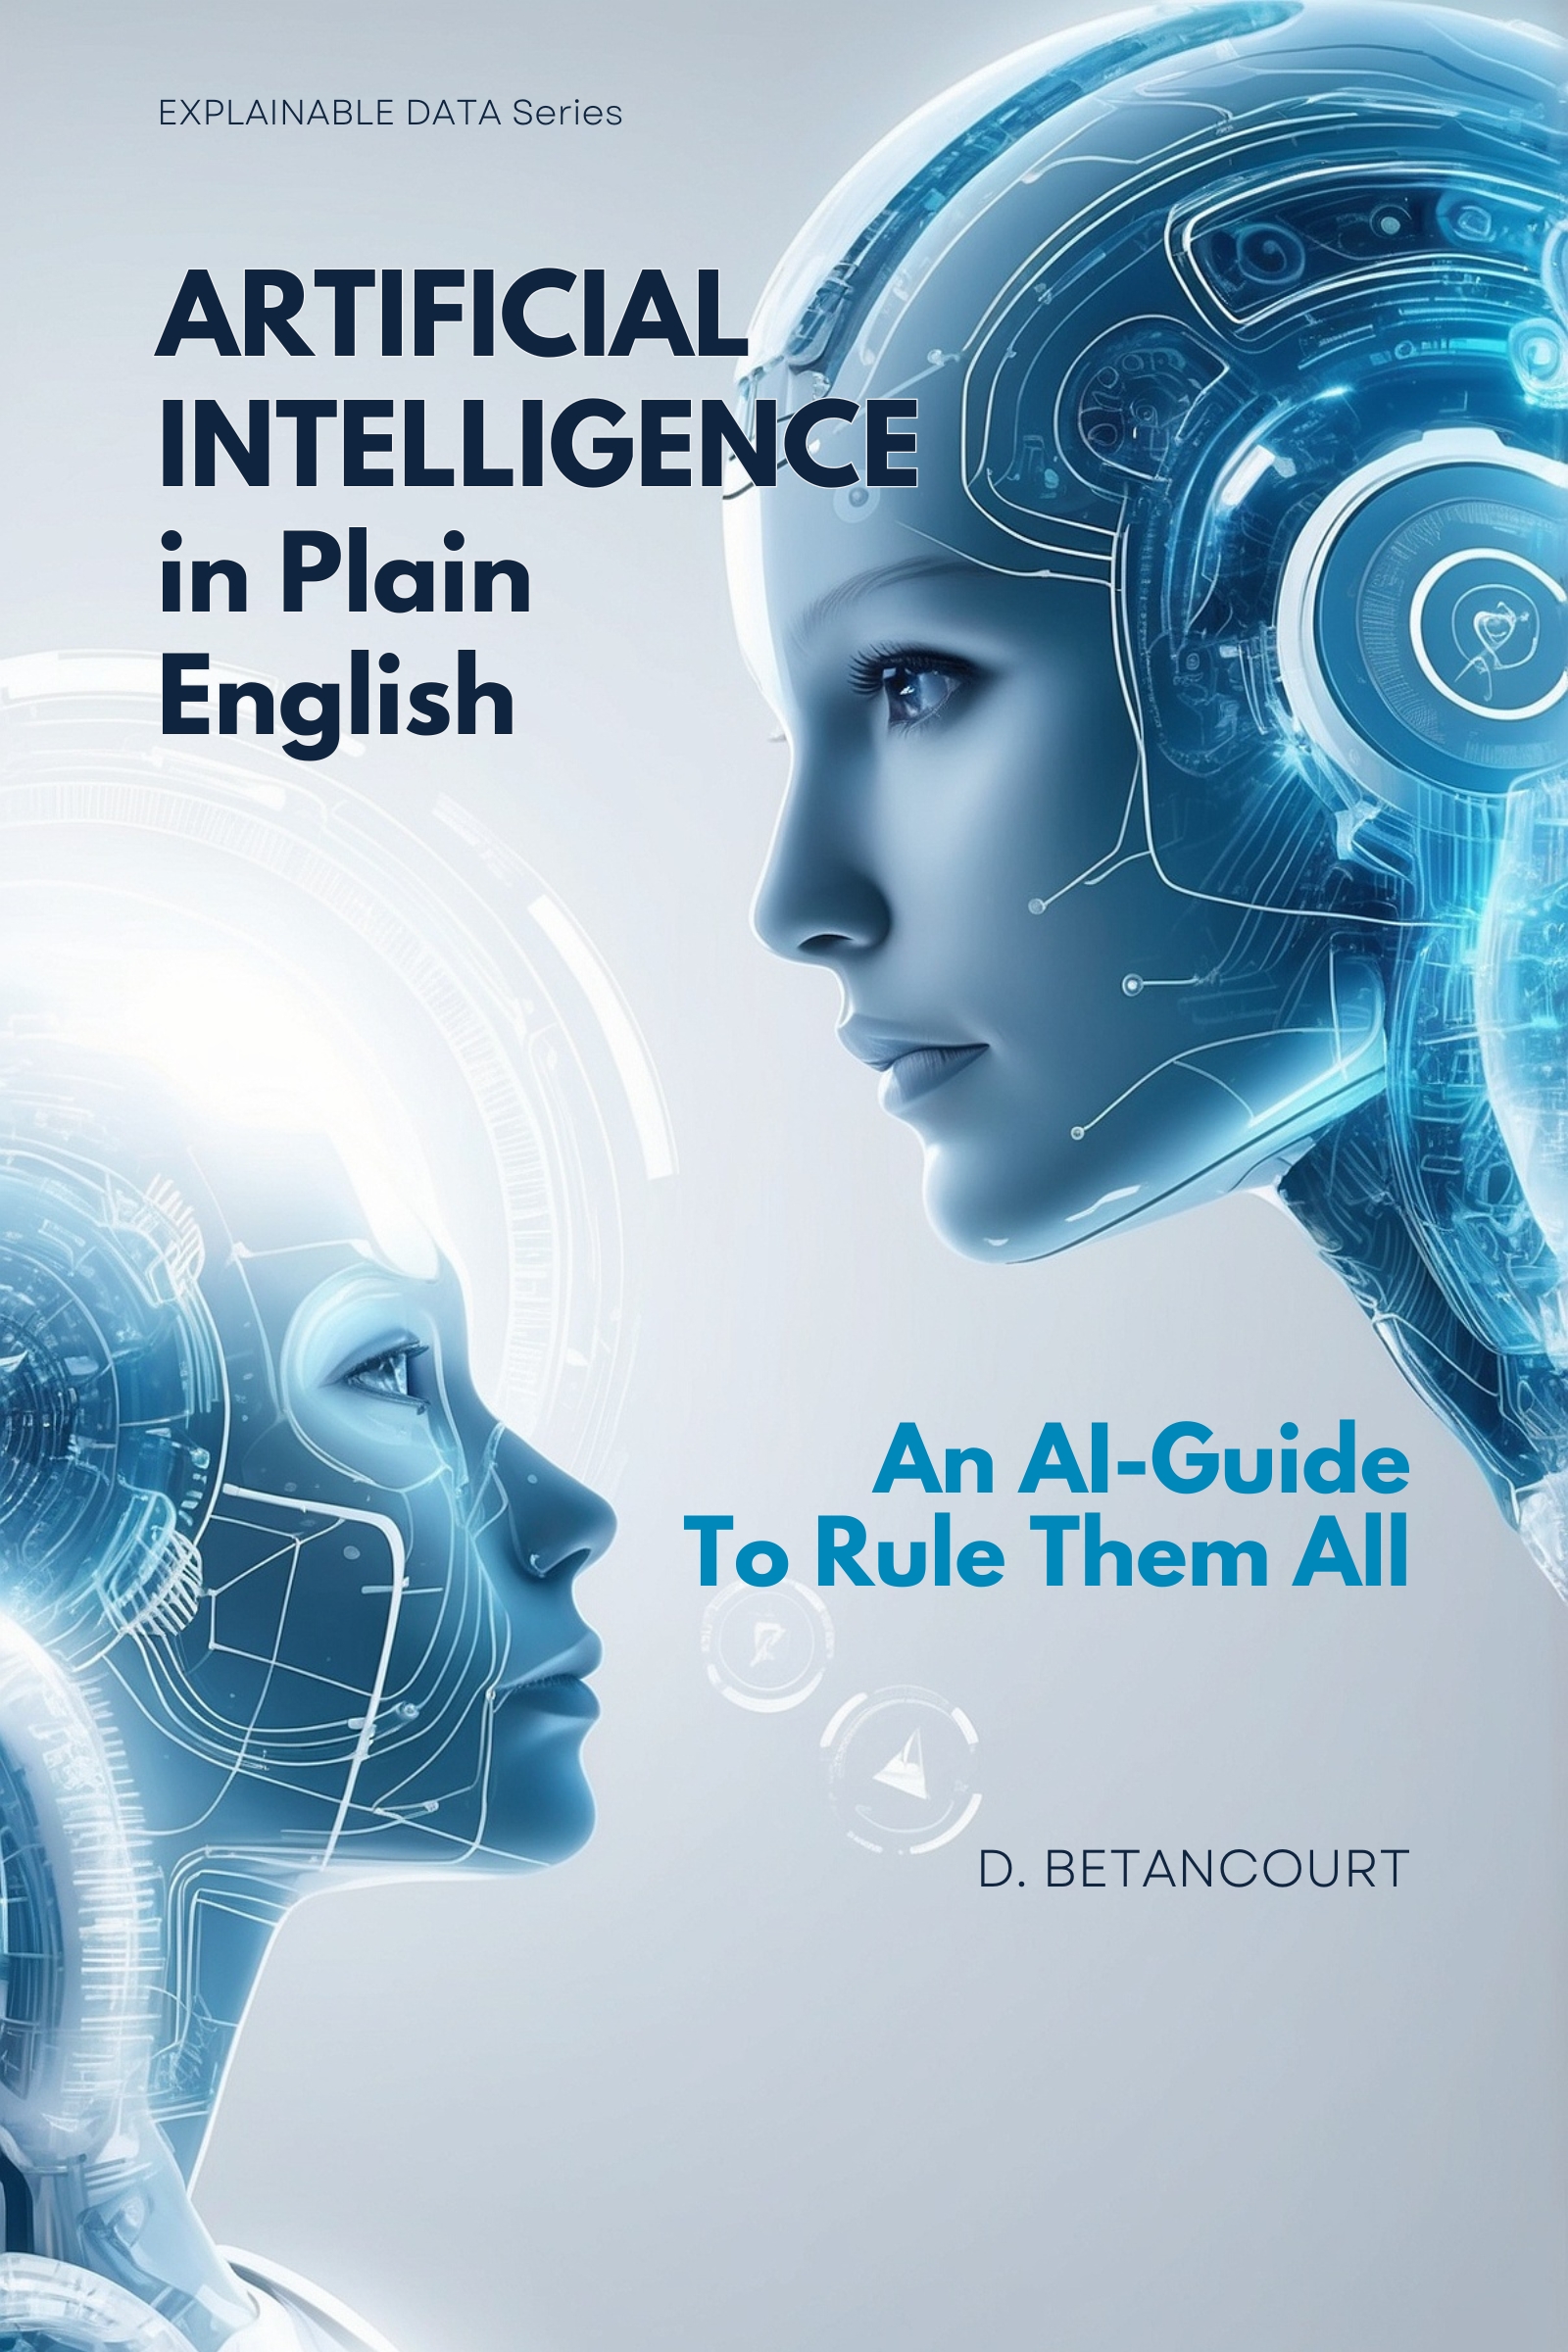 EXPLAINABLE DATA Series
ARTIFICIAL
INTELLIGENCE
in Plain
English
An AI-Guide
To Rule Them All
D. BETANCOURT